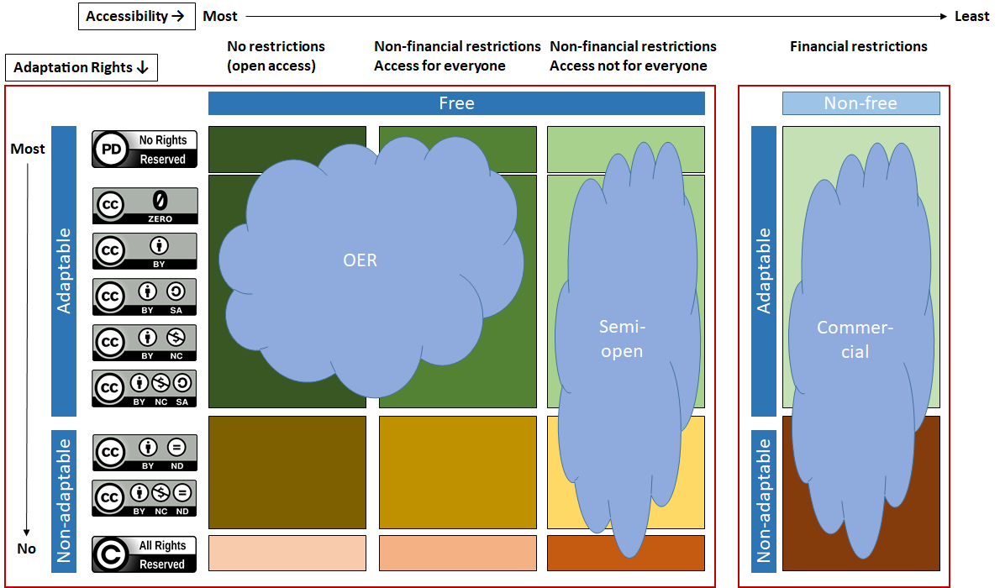 Accessibility → Most Least
No restrictions
(open access)
Non-financial restrictions
Access for everyone
Non-financial restrictions
Access not for everyone
Financial restrictions
Adaptation Rights ↓
Free
Non-free
Most
No
Adaptable
Non-adaptable
PD No Rights
Reserved
CC 0
ZERO
CC
BY
CC
BY SA
CC
BY NC
CC
BY NC SA
CC =
BY ND
CC =
BY NC ND
C All Rights
Reserved
OER
Semi-
open
Adaptable
Non-adaptable
Commer-
cial